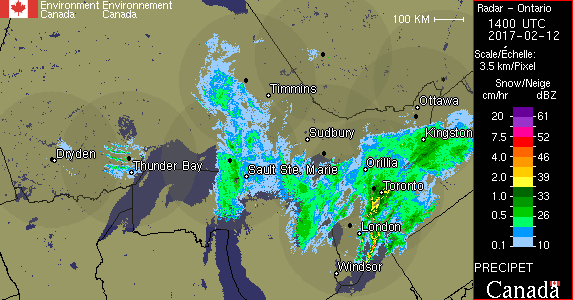 Environment Environnement
Canada Canada
100 KM
Timmins
Ottawa
Kingston
Sudbury
Dryden
Thunder Bay
Sault Ste. Marie
Orillia
Toronto
London
Windsor
Radar - Ontario
1400 UTC
2017-02-12
Scale/Échelle:
3.5 km/Pixel
Snow/Neige
cm/hr dBZ
20 61
7.5 52
4.0 46
2.0 39
1.0 33
0.5 26
0.1 10
PRECIPET
Canada